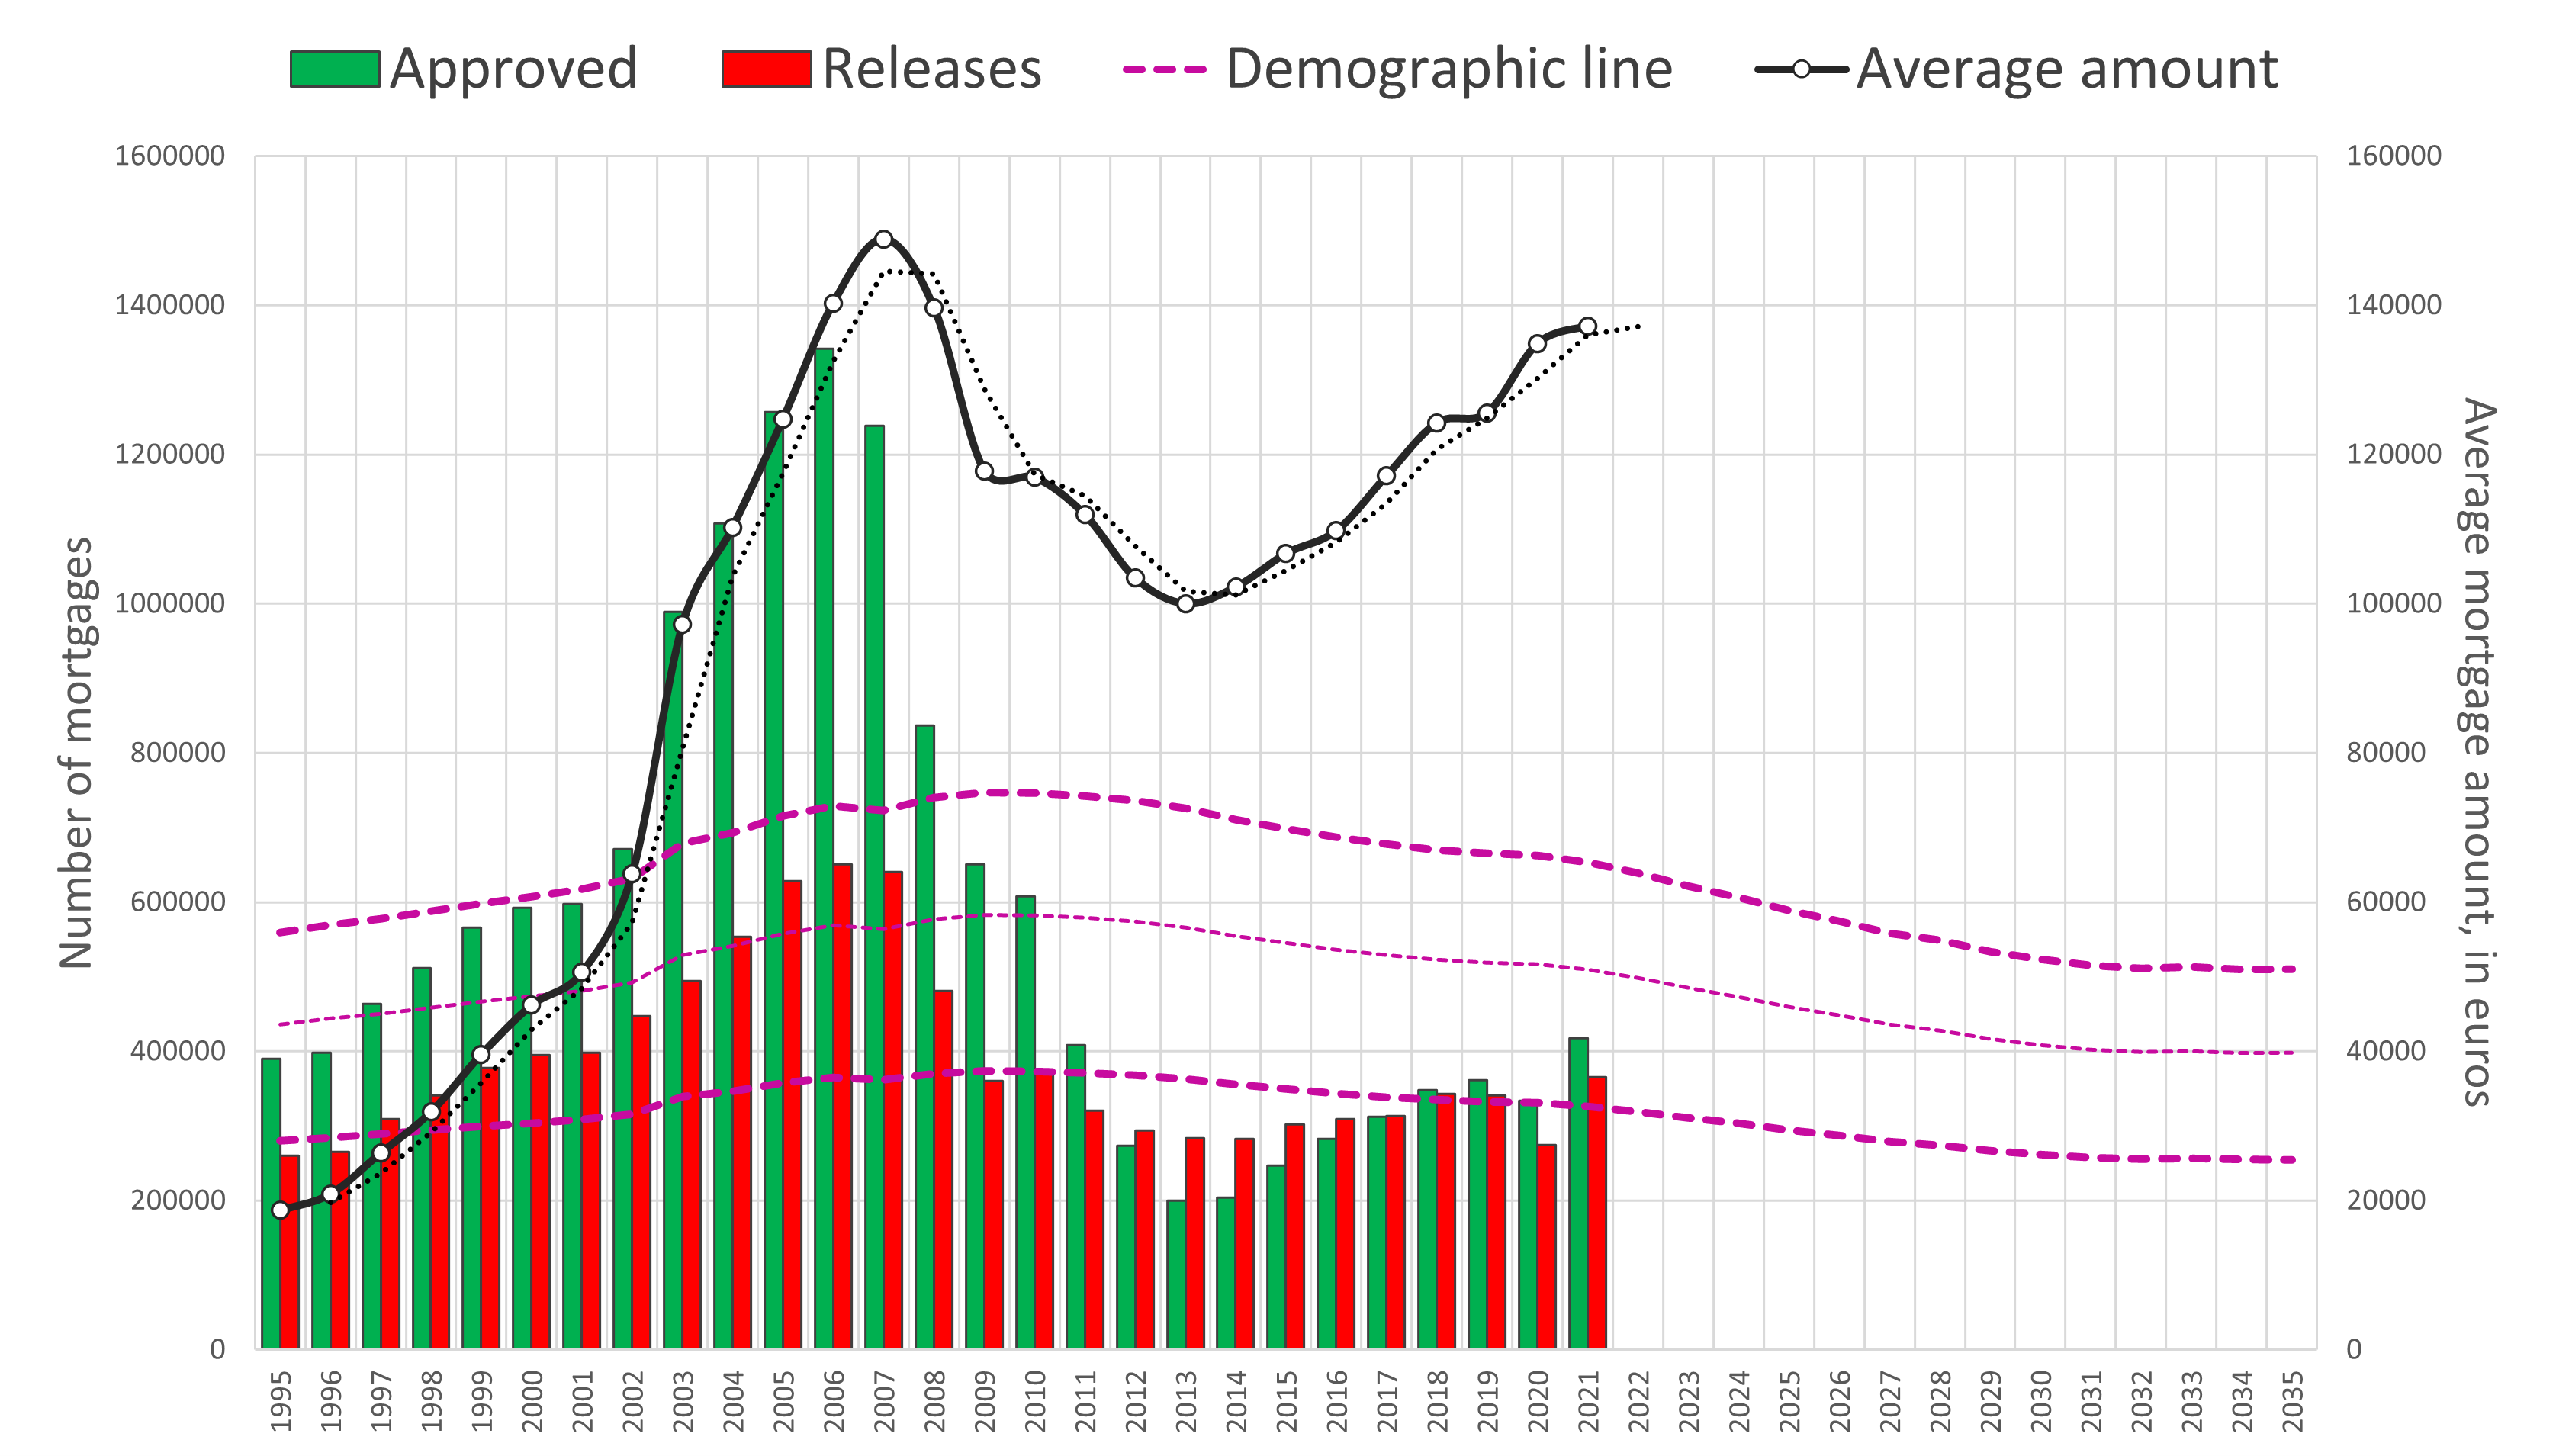 Approved Releases Demographic line Average amount
1600000 160000
1400000 140000
1200000 120000
1000000 100000
800000 80000
600000 60000
400000 40000
200000 20000
0 0
Number of mortgages
Average mortgage amount, in euros
1995 1996 1997 1998 1999 2000 2001 2002 2003 2004 2005 2006 2007 2008 2009 2010 2011 2012 2013 2014 2015 2016 2017 2018 2019 2020 2021 2022 2023 2024 2025 2026 2027 2028 2029 2030 2031 2032 2033 2034 2035